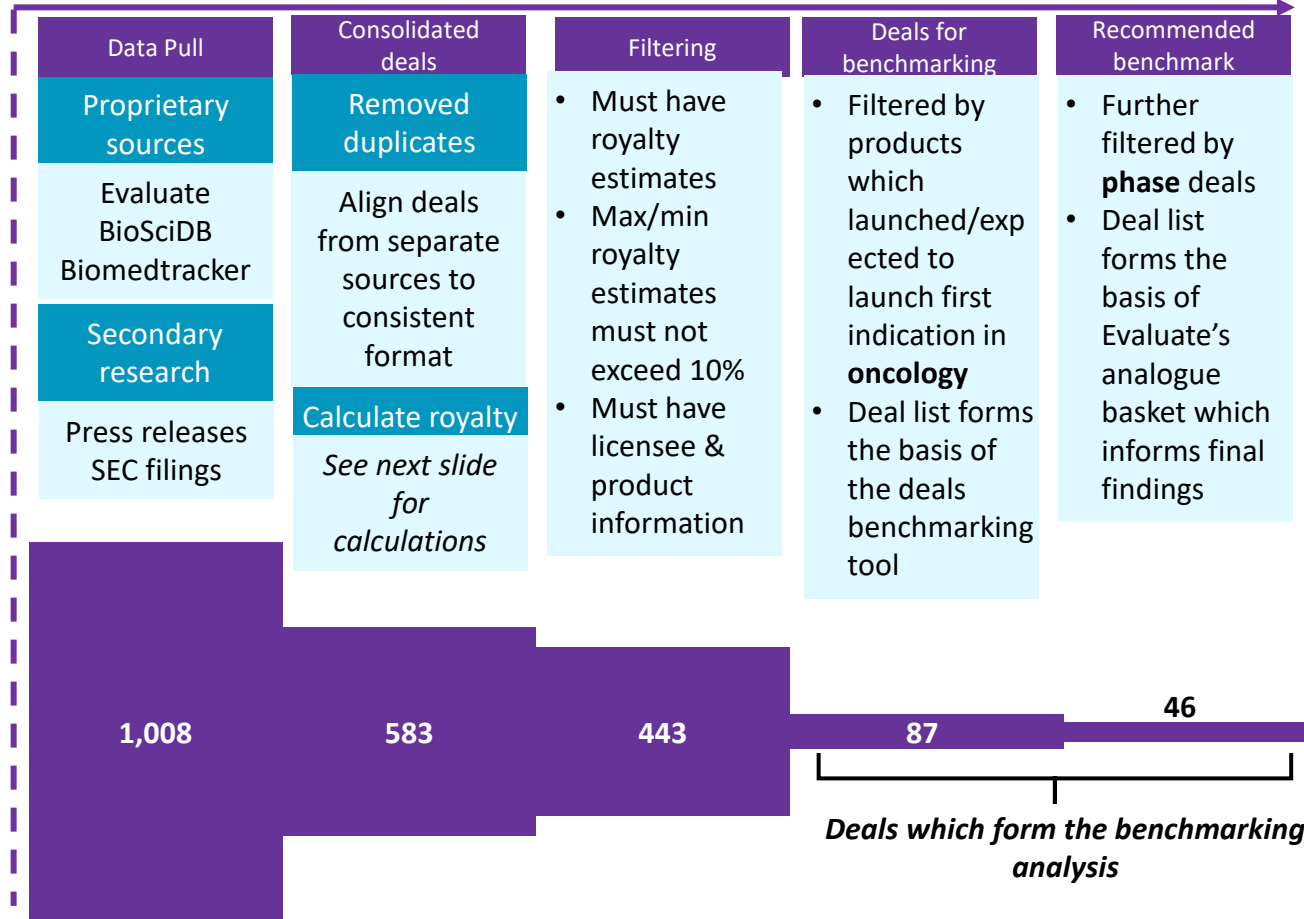 Data Pull
Proprietary
sources
Evaluate
BioSciDB
Biomedtracker
Secondary
research
Press releases
SEC filings
Consolidated
deals
Removed
duplicates
Align deals
from separate
sources to
consistent
format
Calculate royalty
See next slide
for
calculations
Filtering
• Must have
royalty
estimates
• Max/min
royalty
estimates
must not
exceed 10%
• Must have
licensee &
product
information
Deals for
benchmarking
• Filtered by
products
which
launched/exp
ected to
launch first
indication in
oncology
• Deal list forms
the basis of
the deals
benchmarking
tool
Recommended
benchmark
• Further
filtered by
phase deals
• Deal list
forms the
basis of
Evaluate’s
analogue
basket which
informs final
findings
1,008
583
443
87
46
Deals which form the benchmarking
analysis